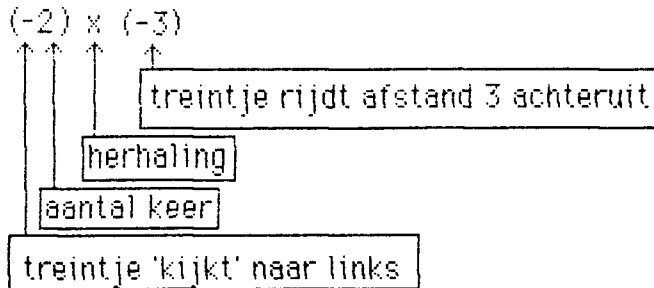 (-2) x (-3)
treintje rijdt afstand 3 achteruit
herhaling
aantal keer
treintje 'kijkt' naar links